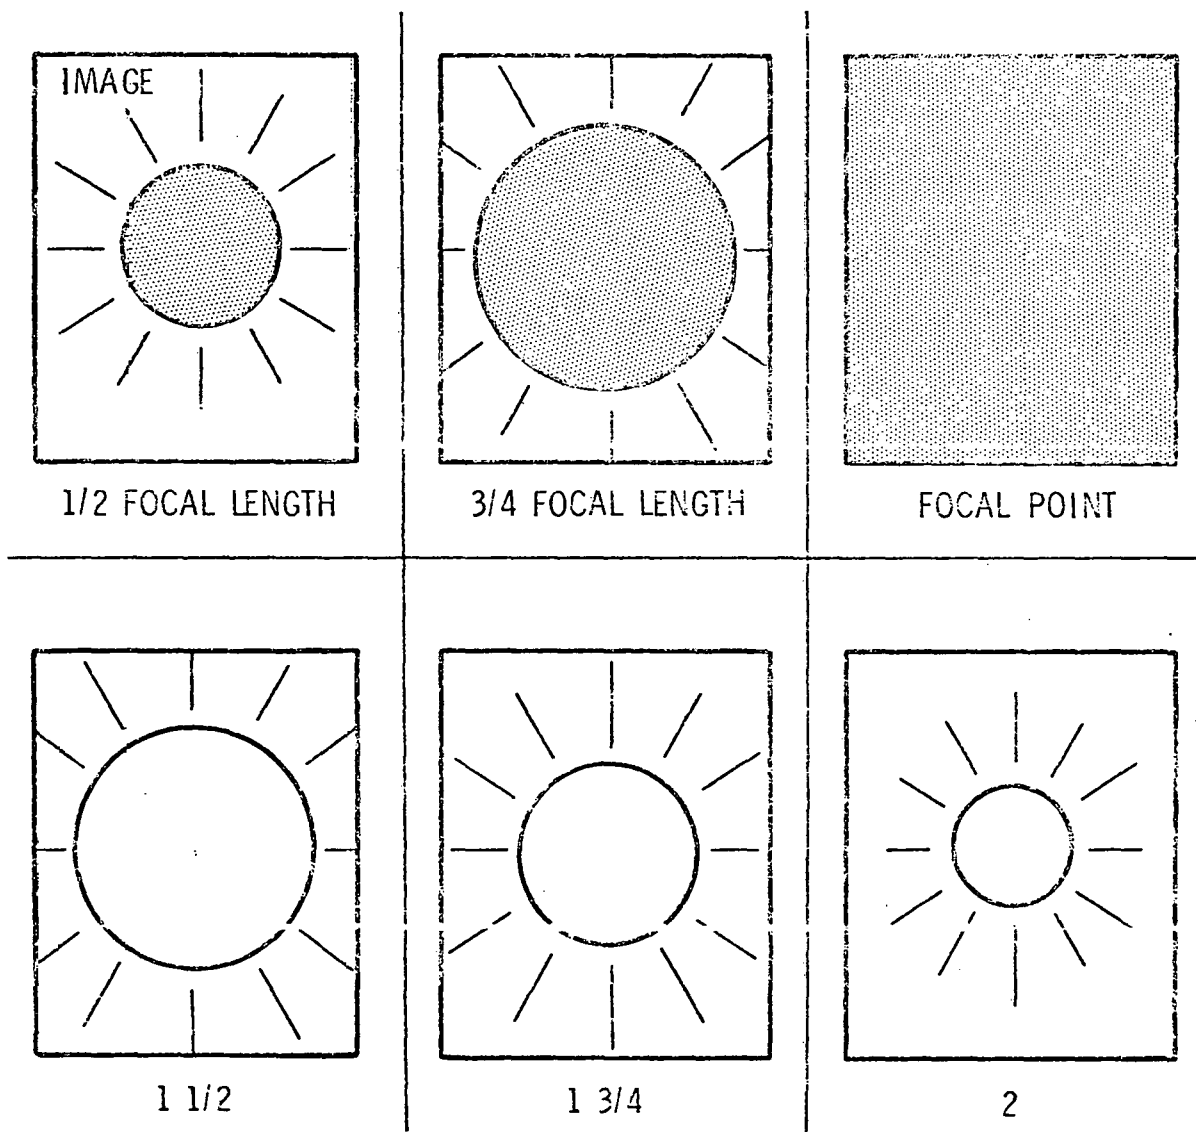 IMAGE
1/2 FOCAL LENGTH
3/4 FOCAL LENGTH
FOCAL POINT
1 1/2
1 3/4
2